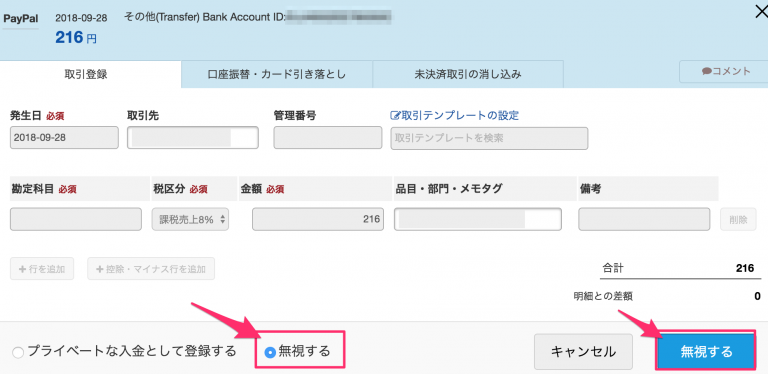 PayPal 2018-09-28 その他(Transfer) Bank Account ID:
216 円
取引登録 口座振替・カード引き落とし 未決済取引の消し込み コメント
発生日 必須 取引先 管理番号 取引テンプレートの設定
2018-09-28 取引テンプレートを検索
勘定科目 必須 税区分 必須 金額 必須 品目・部門・メモタグ 備考
課税売上8% 216 削除
+ 行を追加 + 控除・マイナス行を追加
合計 216
明細との差額 0
プライベートな入金として登録する 無視する キャンセル 無視する